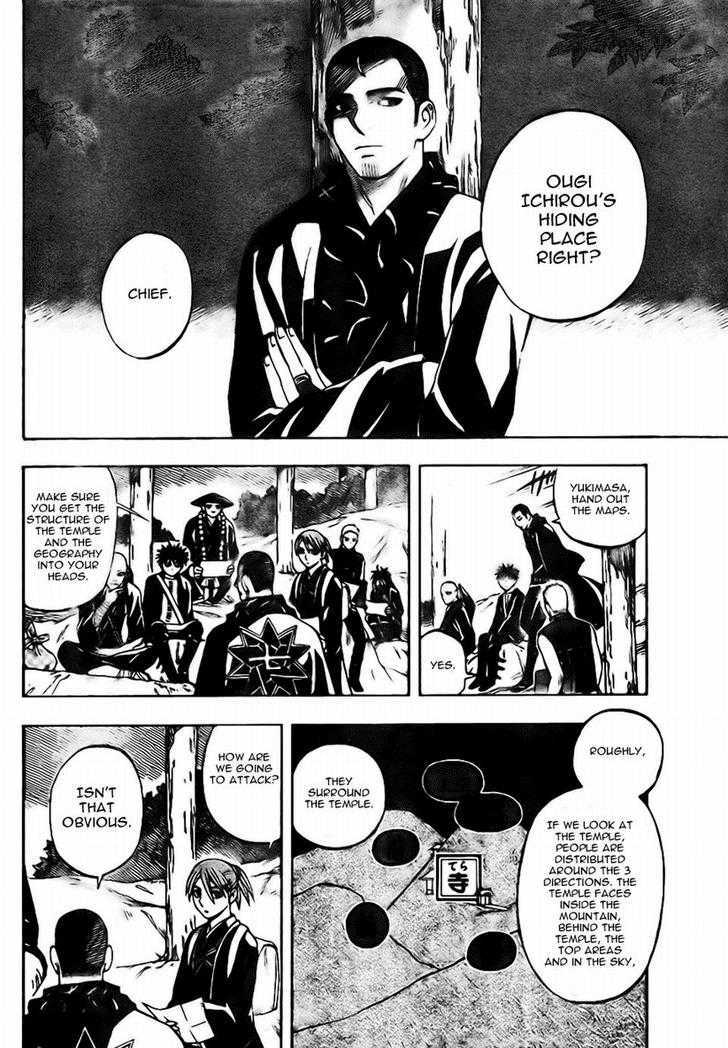 OUGI
ICHIROU'S
HIDING
PLACE
RIGHT?
CHIEF.
YUKIMASA,
HAND OUT
THE MAPS.
YES.
MAKE SURE
YOU GET THE
STRUCTURE OF
THE TEMPLE
AND THE
GEOGRAPHY
INTO YOUR
HEADS.
七
ROUGHLY,
IF WE LOOK AT
THE TEMPLE,
PEOPLE ARE
DISTRIBUTED
AROUND THE 3
DIRECTIONS. THE
TEMPLE FACES
INSIDE THE
MOUNTAIN,
BEHIND THE
TEMPLE, THE
TOP AREAS
AND IN THE SKY,
THEY
SURROUND
THE TEMPLE.
てら
寺
HOW ARE
WE GOING
TO ATTACK?
ISN'T
THAT
OBVIOUS.